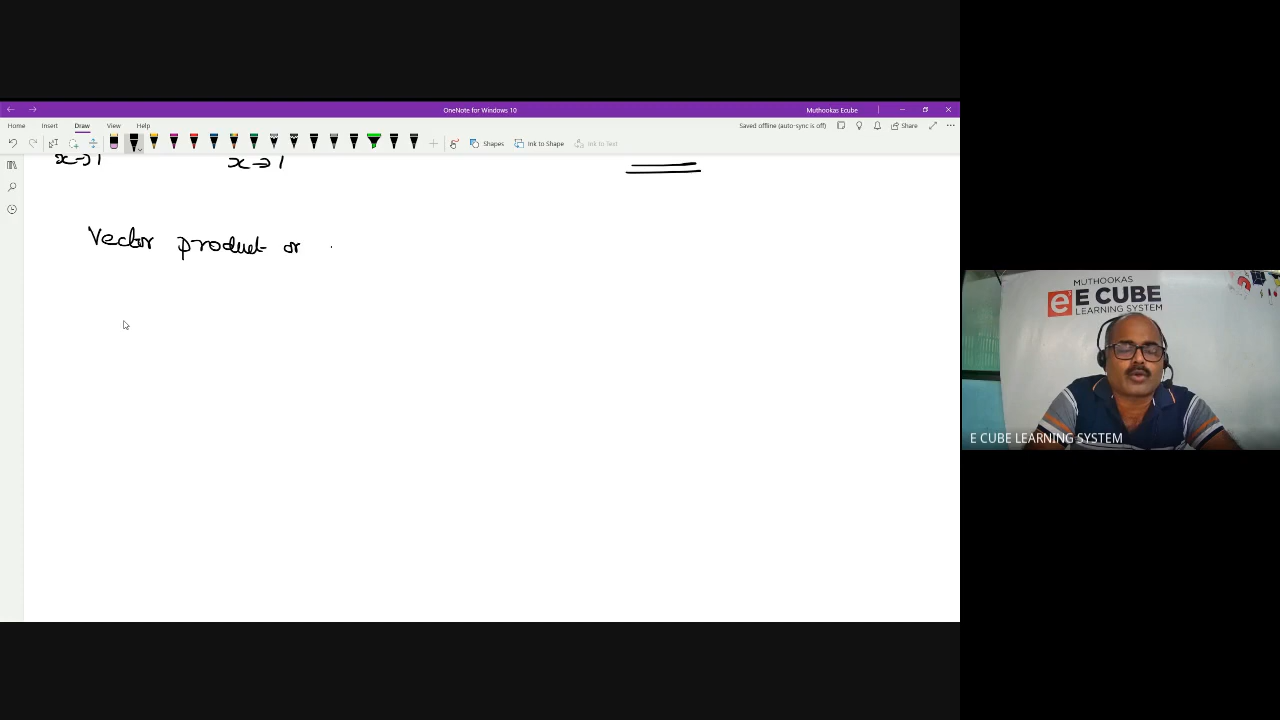 OneNote for Windows 10
Muthookas Ecube
Home Insert Draw View Help
Saved offline (auto-sync is off) Share
Shapes Ink to Shape Ink to Text
x→1 x→1
Vector product or
MUTHOOKAS
e³ E CUBE
LEARNING SYSTEM
E CUBE LEARNING SYSTEM